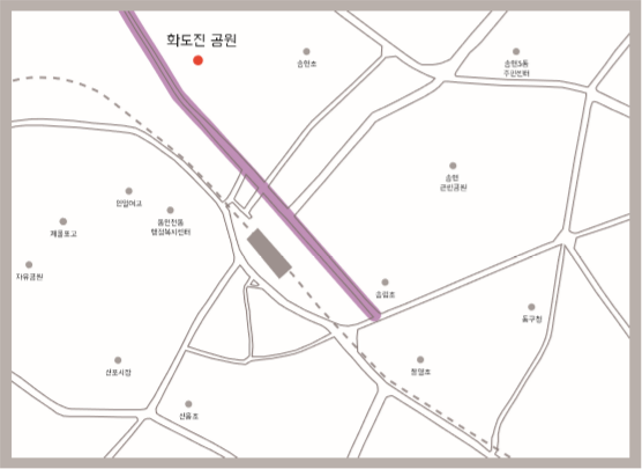 화도진 공원
송현초
송현3동
주민센터
송현
근린공원
인일여고
동인천동
행정복지센터
제물포고
자유공원
송림초
동구청
신포시장
창영초
신흥초